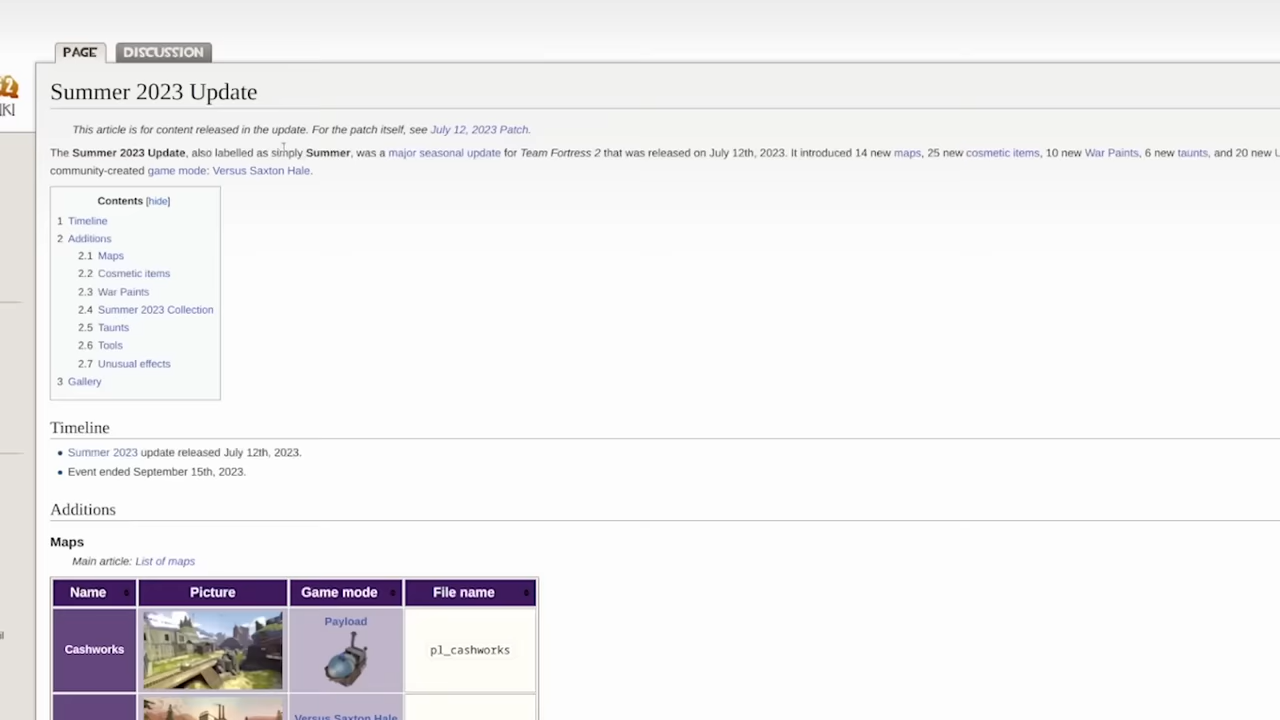 PAGE
DISCUSSION
Summer 2023 Update
This article is for content released in the update. For the patch itself, see July 12, 2023 Patch.
The Summer 2023 Update, also labelled as simply Summer, was a major seasonal update for Team Fortress 2 that was released on July 12th, 2023. It introduced 14 new maps, 25 new cosmetic items, 10 new War Paints, 6 new taunts, and 20 new
community-created game mode: Versus Saxton Hale.
Contents [hide]
1 Timeline
2 Additions
2.1 Maps
2.2 Cosmetic items
2.3 War Paints
2.4 Summer 2023 Collection
2.5 Taunts
2.6 Tools
2.7 Unusual effects
3 Gallery
Timeline
• Summer 2023 update released July 12th, 2023.
• Event ended September 15th, 2023.
Additions
Maps
Main article: List of maps
Name Picture Game mode File name
Payload
Cashworks
pl_cashworks
Versus Saxton Hale